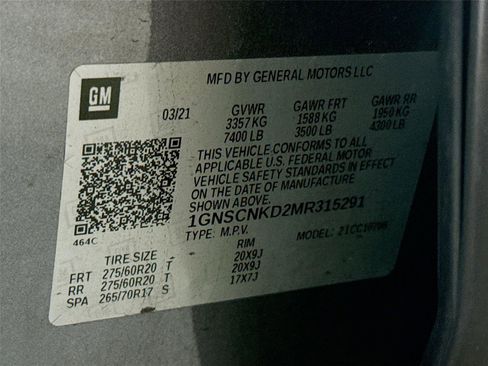 GM
MFD BY GENERAL MOTORS LLC
03/21
GVWR GAWR FRT GAWR RR
3357 KG 1588 KG 1950 KG
7400 LB 3500 LB 4300 LB
THIS VEHICLE CONFORMS TO ALL
APPLICABLE U.S. FEDERAL MOTOR
VEHICLE SAFETY STANDARDS IN EFFECT
ON THE DATE OF MANUFACTURE
SHOWN ABOVE.
1GNSCNKD2MR315291
464C
TYPE: M.P.V. MODEL: 21CC10706
TIRE SIZE RIM
FRT 275/60R20 T 20X9J
RR 275/60R20 T 20X9J
SPA 265/70R17 S 17X7J